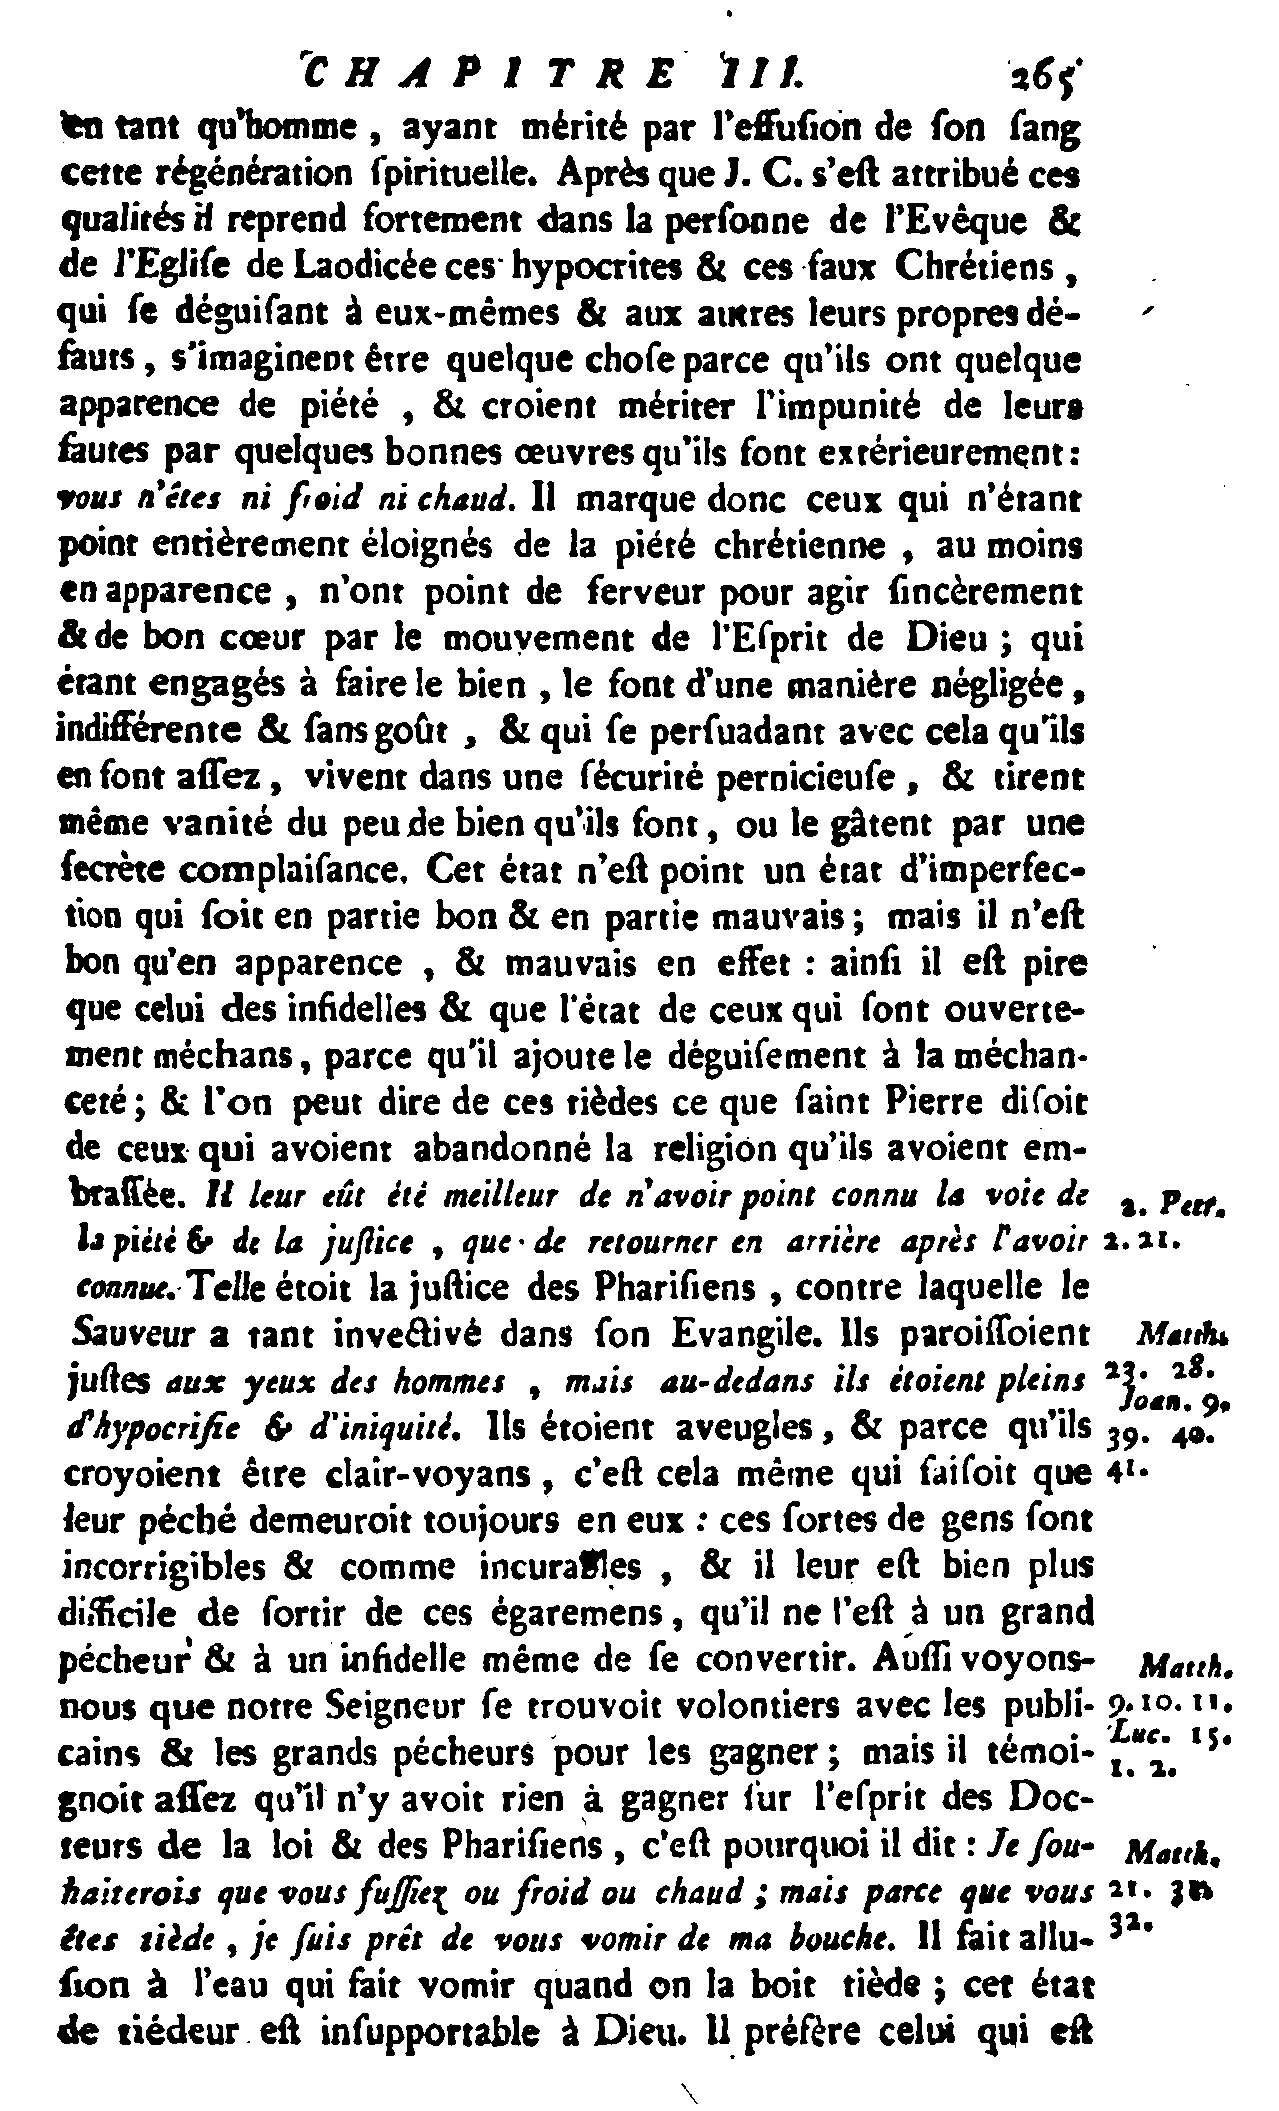 CHAPITRE III. 265
en tant qu'homme, ayant mérité par l'effuſion de ſon ſang
cette régénération ſpirituelle. Après que J. C. s'eſt attribué ces
qualités il reprend fortement dans la perſonne de l'Evêque &
de l'Egliſe de Laodicée ces hypocrites & ces faux Chrétiens,
qui ſe déguiſant à eux-mêmes & aux autres leurs propres dé-
fauts, s'imaginent être quelque choſe parce qu'ils ont quelque
apparence de piété, & croient mériter l'impunité de leurs
fautes par quelques bonnes œuvres qu'ils font extérieurement:
vous n'êtes ni froid ni chaud. Il marque donc ceux qui n'étant
point entièrement éloignés de la piété chrétienne, au moins
en apparence, n'ont point de ferveur pour agir ſincèrement
& de bon cœur par le mouvement de l'Eſprit de Dieu; qui
étant engagés à faire le bien, le font d'une manière négligée,
indifférente & ſans goût, & qui ſe perſuadant avec cela qu'ils
en font aſſez, vivent dans une ſécurité pernicieuſe, & tirent
même vanité du peu de bien qu'ils font, ou le gâtent par une
ſecrète complaiſance. Cet état n'eſt point un état d'imperfec-
tion qui ſoit en partie bon & en partie mauvais; mais il n'eſt
bon qu'en apparence, & mauvais en effet: ainſi il eſt pire
que celui des infidelles & que l'état de ceux qui ſont ouverte-
ment méchans, parce qu'il ajoute le déguiſement à la méchan-
ceté; & l'on peut dire de ces tièdes ce que ſaint Pierre diſoit
de ceux qui avoient abandonné la religion qu'ils avoient em-
braſſée. Il leur eût été meilleur de n'avoir point connu la voie de 2. Petr.
la piété & de la juſtice, que de retourner en arrière après l'avoir 2. 21.
connue. Telle étoit la juſtice des Phariſiens, contre laquelle le
Sauveur a tant invectivé dans ſon Evangile. Ils paroiſſoient Matth.
juſtes aux yeux des hommes, mais au-dedans ils étoient pleins 23. 28.
Joan. 9.
d'hypocriſie & d'iniquité. Ils étoient aveugles, & parce qu'ils 39. 40.
croyoient être clair-voyans, c'eſt cela même qui faiſoit que 41.
leur péché demeuroit toujours en eux: ces ſortes de gens ſont
incorrigibles & comme incurables, & il leur eſt bien plus
difficile de ſortir de ces égaremens, qu'il ne l'eſt à un grand
pécheur & à un infidelle même de ſe convertir. Auſſi voyons- Matth.
nous que notre Seigneur ſe trouvoit volontiers avec les publi- 9. 10. 11.
cains & les grands pécheurs pour les gagner; mais il témoi- Luc. 15.
1. 2.
gnoit aſſez qu'il n'y avoit rien à gagner ſur l'eſprit des Doc-
teurs de la loi & des Phariſiens, c'eſt pourquoi il dit: Je ſou- Matth.
haiterois que vous fuſſiez ou froid ou chaud; mais parce que vous 21.
êtes tiède, je ſuis prêt de vous vomir de ma bouche. Il fait allu- 32.
ſion à l'eau qui fait vomir quand on la boit tiède; cet état
de tiédeur eſt inſupportable à Dieu. Il préfère celui qui eſt